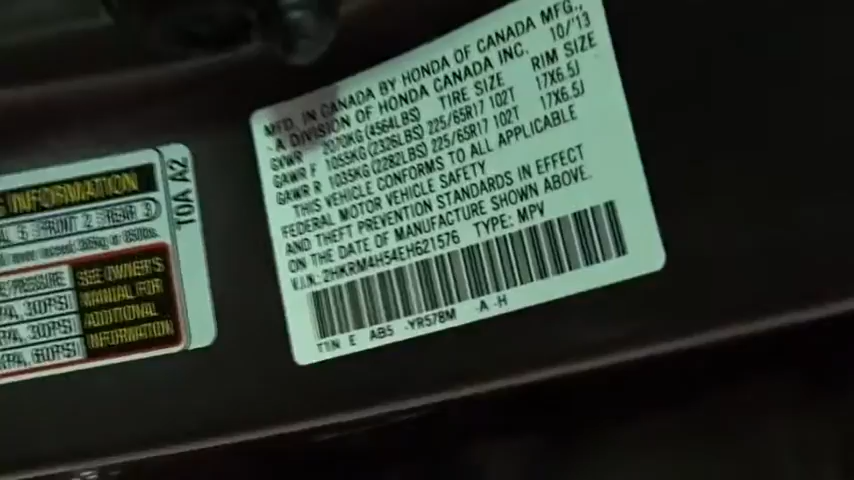 MFD. IN CANADA BY HONDA OF CANADA MFG.,
-A DIVISION OF HONDA CANADA INC. 10/'13
GVWR 2070KG(4564LBS) TIRE SIZE RIM SIZE
GAWR F 1055KG(2326LBS) 225/65R17 102T 17X6.5J
GAWR R 1035KG(2282LBS) 225/65R17 102T 17X6.5J
THIS VEHICLE CONFORMS TO ALL APPLICABLE
FEDERAL MOTOR VEHICLE SAFETY
AND THEFT PREVENTION STANDARDS IN EFFECT
ON THE DATE OF MANUFACTURE SHOWN ABOVE.
V.I.N.: 2HKRM4H54EH621576 TYPE: MPV
T1N E AB5 -YR578M -A -H
T0A A2
INFORMATION
5 FRONT 2 REAR 3
PRESSURE
30PSI
30PSI
60PSI
SEE OWNER'S
MANUAL FOR
ADDITIONAL
INFORMATION